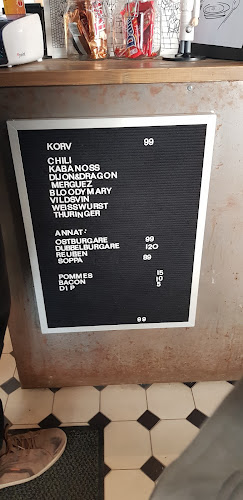 KORV 99
CHILI
KABANOSS
DIJON&DRAGON
MERGUEZ
BLOODYMARY
VILDSVIN
WEISSWURST
THURINGER
ANNAT:
OSTBURGARE 99
DUBBELBURGARE 120
REUBEN
SOPPA 89
POMMES 15
BACON 10
DIP 5
99